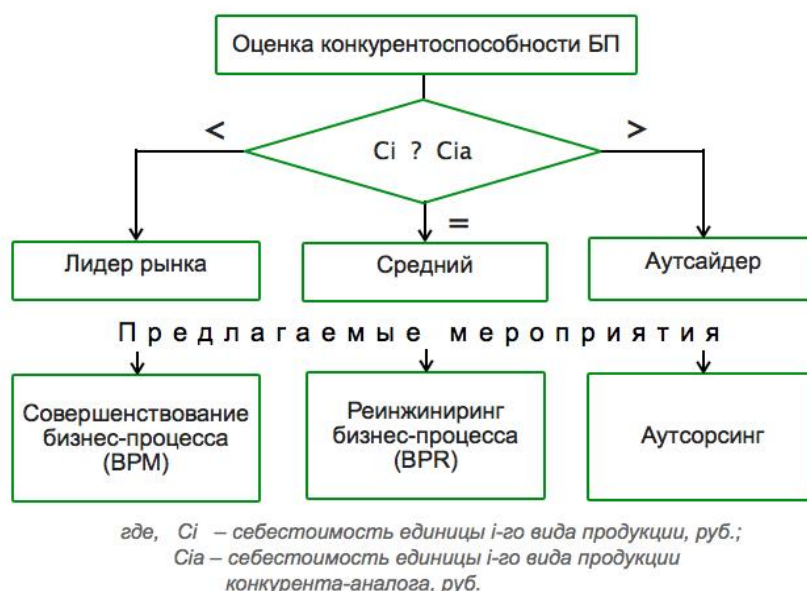 Оценка конкурентоспособности БП
< >
Ci ? Cia
=
Лидер рынка
Средний
Аутсайдер
Предлагаемые мероприятия
Совершенствование
бизнес-процесса
(BPM)
Реинжиниринг
бизнес-процесса
(BPR)
Аутсорсинг
где, Ci – себестоимость единицы i-го вида продукции, руб.;
Cia – себестоимость единицы i-го вида продукции
конкурента-аналога, руб.